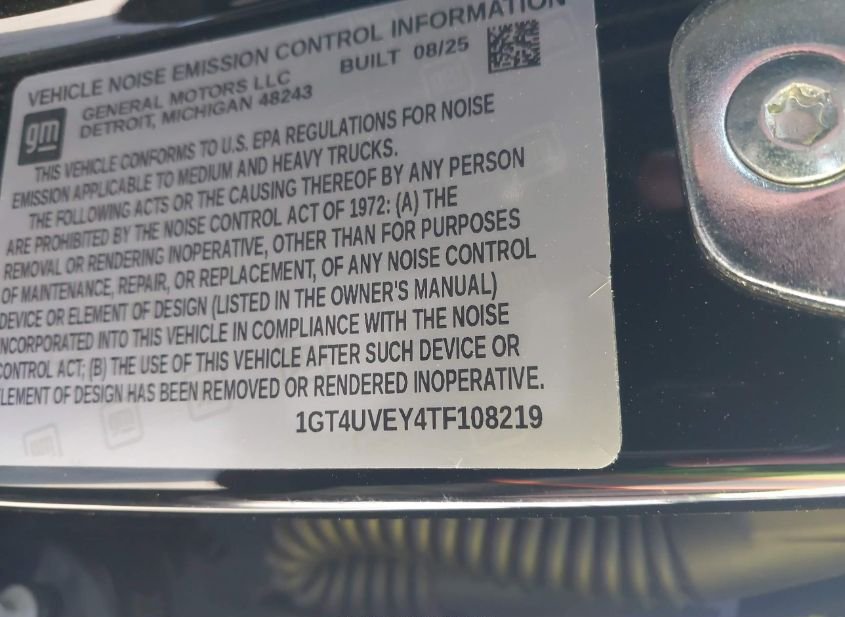 VEHICLE NOISE EMISSION CONTROL INFORMATION
gm
GENERAL MOTORS LLC BUILT 08/25
DETROIT, MICHIGAN 48243
THIS VEHICLE CONFORMS TO U.S. EPA REGULATIONS FOR NOISE
EMISSION APPLICABLE TO MEDIUM AND HEAVY TRUCKS.
THE FOLLOWING ACTS OR THE CAUSING THEREOF BY ANY PERSON
ARE PROHIBITED BY THE NOISE CONTROL ACT OF 1972: (A) THE
REMOVAL OR RENDERING INOPERATIVE, OTHER THAN FOR PURPOSES
OF MAINTENANCE, REPAIR, OR REPLACEMENT, OF ANY NOISE CONTROL
DEVICE OR ELEMENT OF DESIGN (LISTED IN THE OWNER'S MANUAL)
NCORPORATED INTO THIS VEHICLE IN COMPLIANCE WITH THE NOISE
CONTROL ACT; (B) THE USE OF THIS VEHICLE AFTER SUCH DEVICE OR
LEMENT OF DESIGN HAS BEEN REMOVED OR RENDERED INOPERATIVE.
1GT4UVEY4TF108219